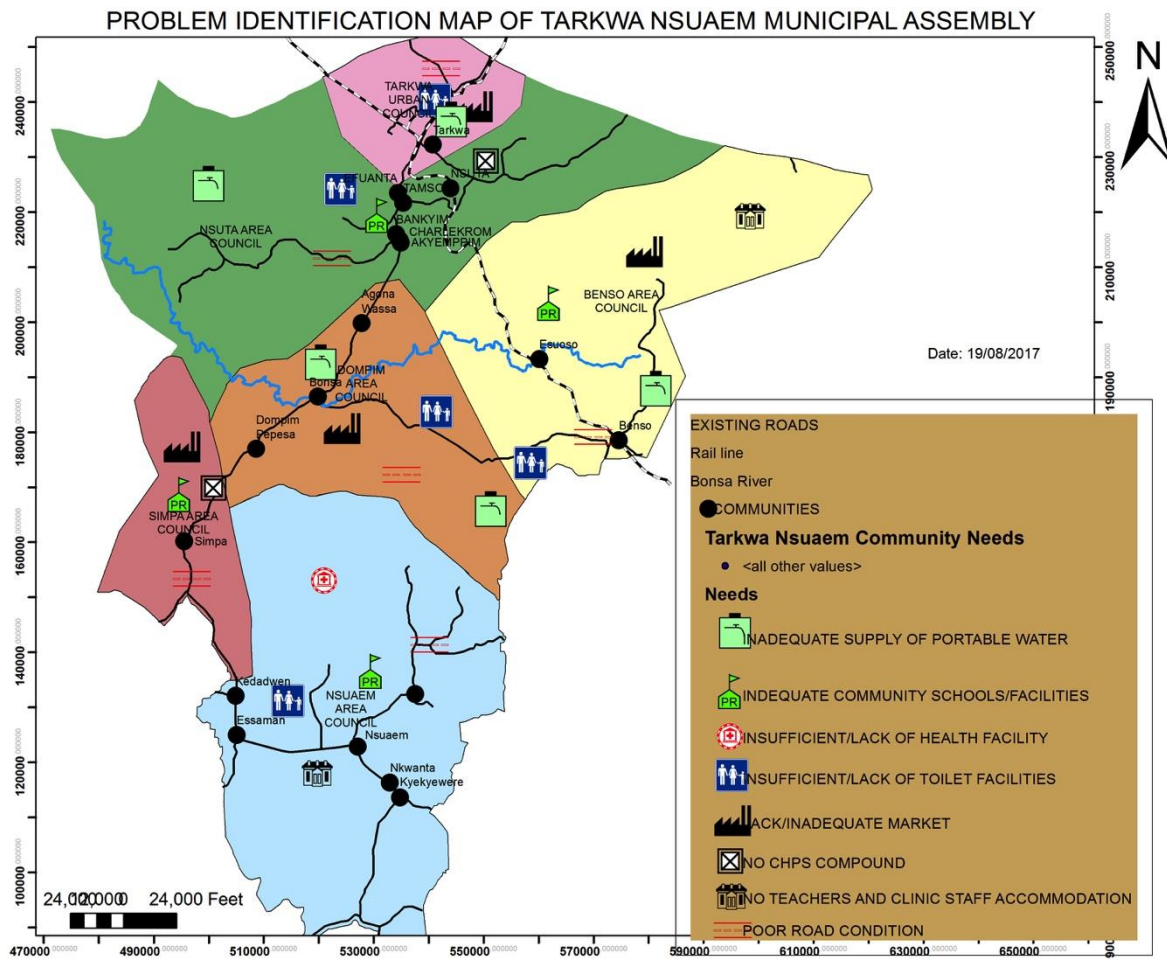 PROBLEM IDENTIFICATION MAP OF TARKWA NSUAEM MUNICIPAL ASSEMBLY
N
TARKWA
URBAN
COUNCIL
Tarkwa
EFUANTA
TAMSO
BANKYIM
CHARLEKROM
AKYEMPIM
NSUTA AREA
COUNCIL
PR
Agona
Wassa
BENSO AREA
COUNCIL
PR
Esuoso
Benso
DOMPIM
AREA
COUNCIL
Bonsa
Dompim
Pepesa
PR
SIMPA AREA
COUNCIL
Simpa
PR
NSUAEM
AREA
COUNCIL
Kedadwen
Essaman
Nsuaem
Nkwanta
Kyekyewere
Date: 19/08/2017
EXISTING ROADS
Rail line
Bonsa River
COMMUNITIES
Tarkwa Nsuaem Community Needs
<all other values>
Needs
INADEQUATE SUPPLY OF PORTABLE WATER
PR INDEQUATE COMMUNITY SCHOOLS/FACILITIES
INSUFFICIENT/LACK OF HEALTH FACILITY
INSUFFICIENT/LACK OF TOILET FACILITIES
LACK/INADEQUATE MARKET
NO CHPS COMPOUND
NO TEACHERS AND CLINIC STAFF ACCOMMODATION
POOR ROAD CONDITION
24,000 Feet
240000
220000
200000
180000
160000
140000
120000
100000
250000
230000
210000
190000
470000 490000 510000 530000 550000 570000 590000 610000 630000 650000